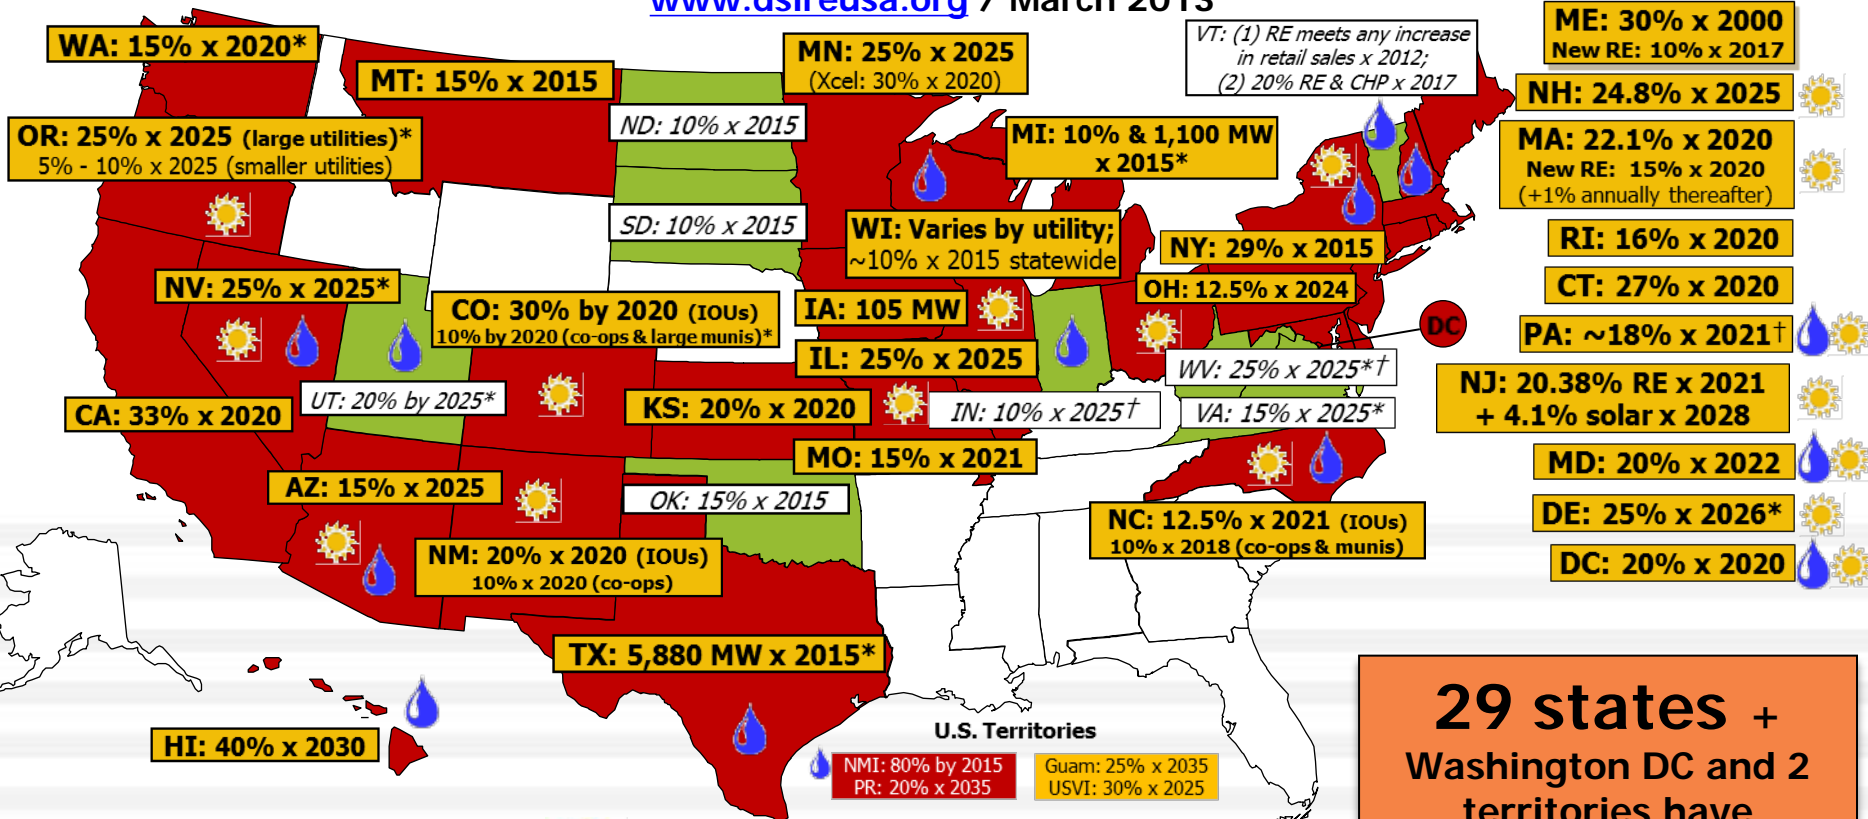 www.dsireusa.org / March 2013
WA: 15% x 2020*
MT: 15% x 2015
MN: 25% x 2025
(Xcel: 30% x 2020)
VT: (1) RE meets any increase
in retail sales x 2012;
(2) 20% RE & CHP x 2017
ME: 30% x 2000
New RE: 10% x 2017
NH: 24.8% x 2025
OR: 25% x 2025 (large utilities)*
5% - 10% x 2025 (smaller utilities)
ND: 10% x 2015
MI: 10% & 1,100 MW
x 2015*
MA: 22.1% x 2020
New RE: 15% x 2020
(+1% annually thereafter)
SD: 10% x 2015
WI: Varies by utility;
~10% x 2015 statewide
NY: 29% x 2015
RI: 16% x 2020
NV: 25% x 2025*
CO: 30% by 2020 (IOUs)
10% by 2020 (co-ops & large munis)*
IA: 105 MW
OH: 12.5% x 2024
CT: 27% x 2020
DC
PA: ~18% x 2021†
IL: 25% x 2025
WV: 25% x 2025*†
UT: 20% by 2025*
CA: 33% x 2020
KS: 20% x 2020
IN: 10% x 2025†
VA: 15% x 2025*
NJ: 20.38% RE x 2021
+ 4.1% solar x 2028
MO: 15% x 2021
MD: 20% x 2022
AZ: 15% x 2025
OK: 15% x 2015
NC: 12.5% x 2021 (IOUs)
10% x 2018 (co-ops & munis)
DE: 25% x 2026*
NM: 20% x 2020 (IOUs)
10% x 2020 (co-ops)
DC: 20% x 2020
TX: 5,880 MW x 2015*
HI: 40% x 2030
U.S. Territories
NMI: 80% by 2015
PR: 20% x 2035
Guam: 25% x 2035
USVI: 30% x 2025
29 states +
Washington DC and 2
territories have